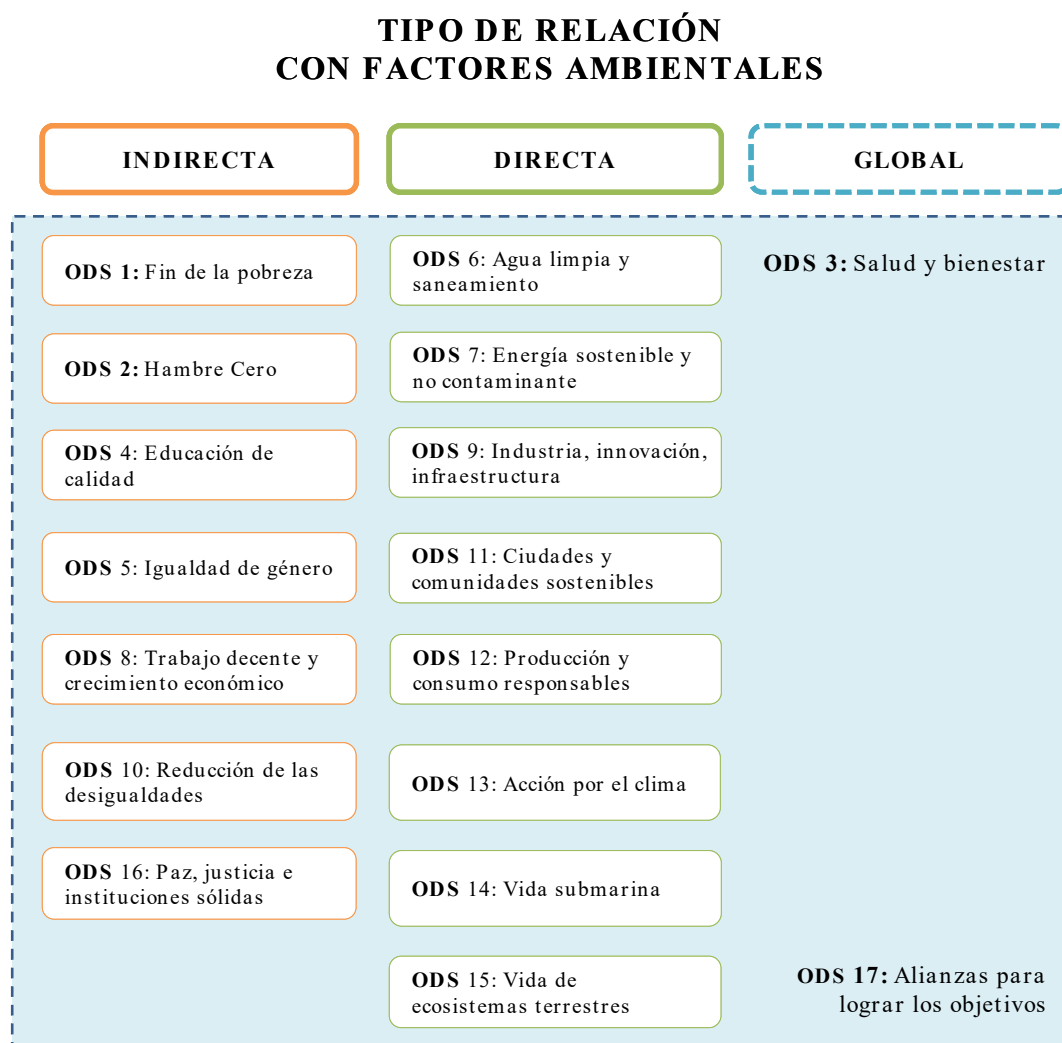 TIPO DE RELACIÓN
CON FACTORES AMBIENTALES
INDIRECTA
DIRECTA
GLOBAL
ODS 1: Fin de la pobreza
ODS 2: Hambre Cero
ODS 4: Educación de
calidad
ODS 5: Igualdad de género
ODS 8: Trabajo decente y
crecimiento económico
ODS 10: Reducción de las
desigualdades
ODS 16: Paz, justicia e
instituciones sólidas
ODS 6: Agua limpia y
saneamiento
ODS 7: Energía sostenible y
no contaminante
ODS 9: Industria, innovación,
infraestructura
ODS 11: Ciudades y
comunidades sostenibles
ODS 12: Producción y
consumo responsables
ODS 13: Acción por el clima
ODS 14: Vida submarina
ODS 15: Vida de
ecosistemas terrestres
ODS 3: Salud y bienestar
ODS 17: Alianzas para
lograr los objetivos